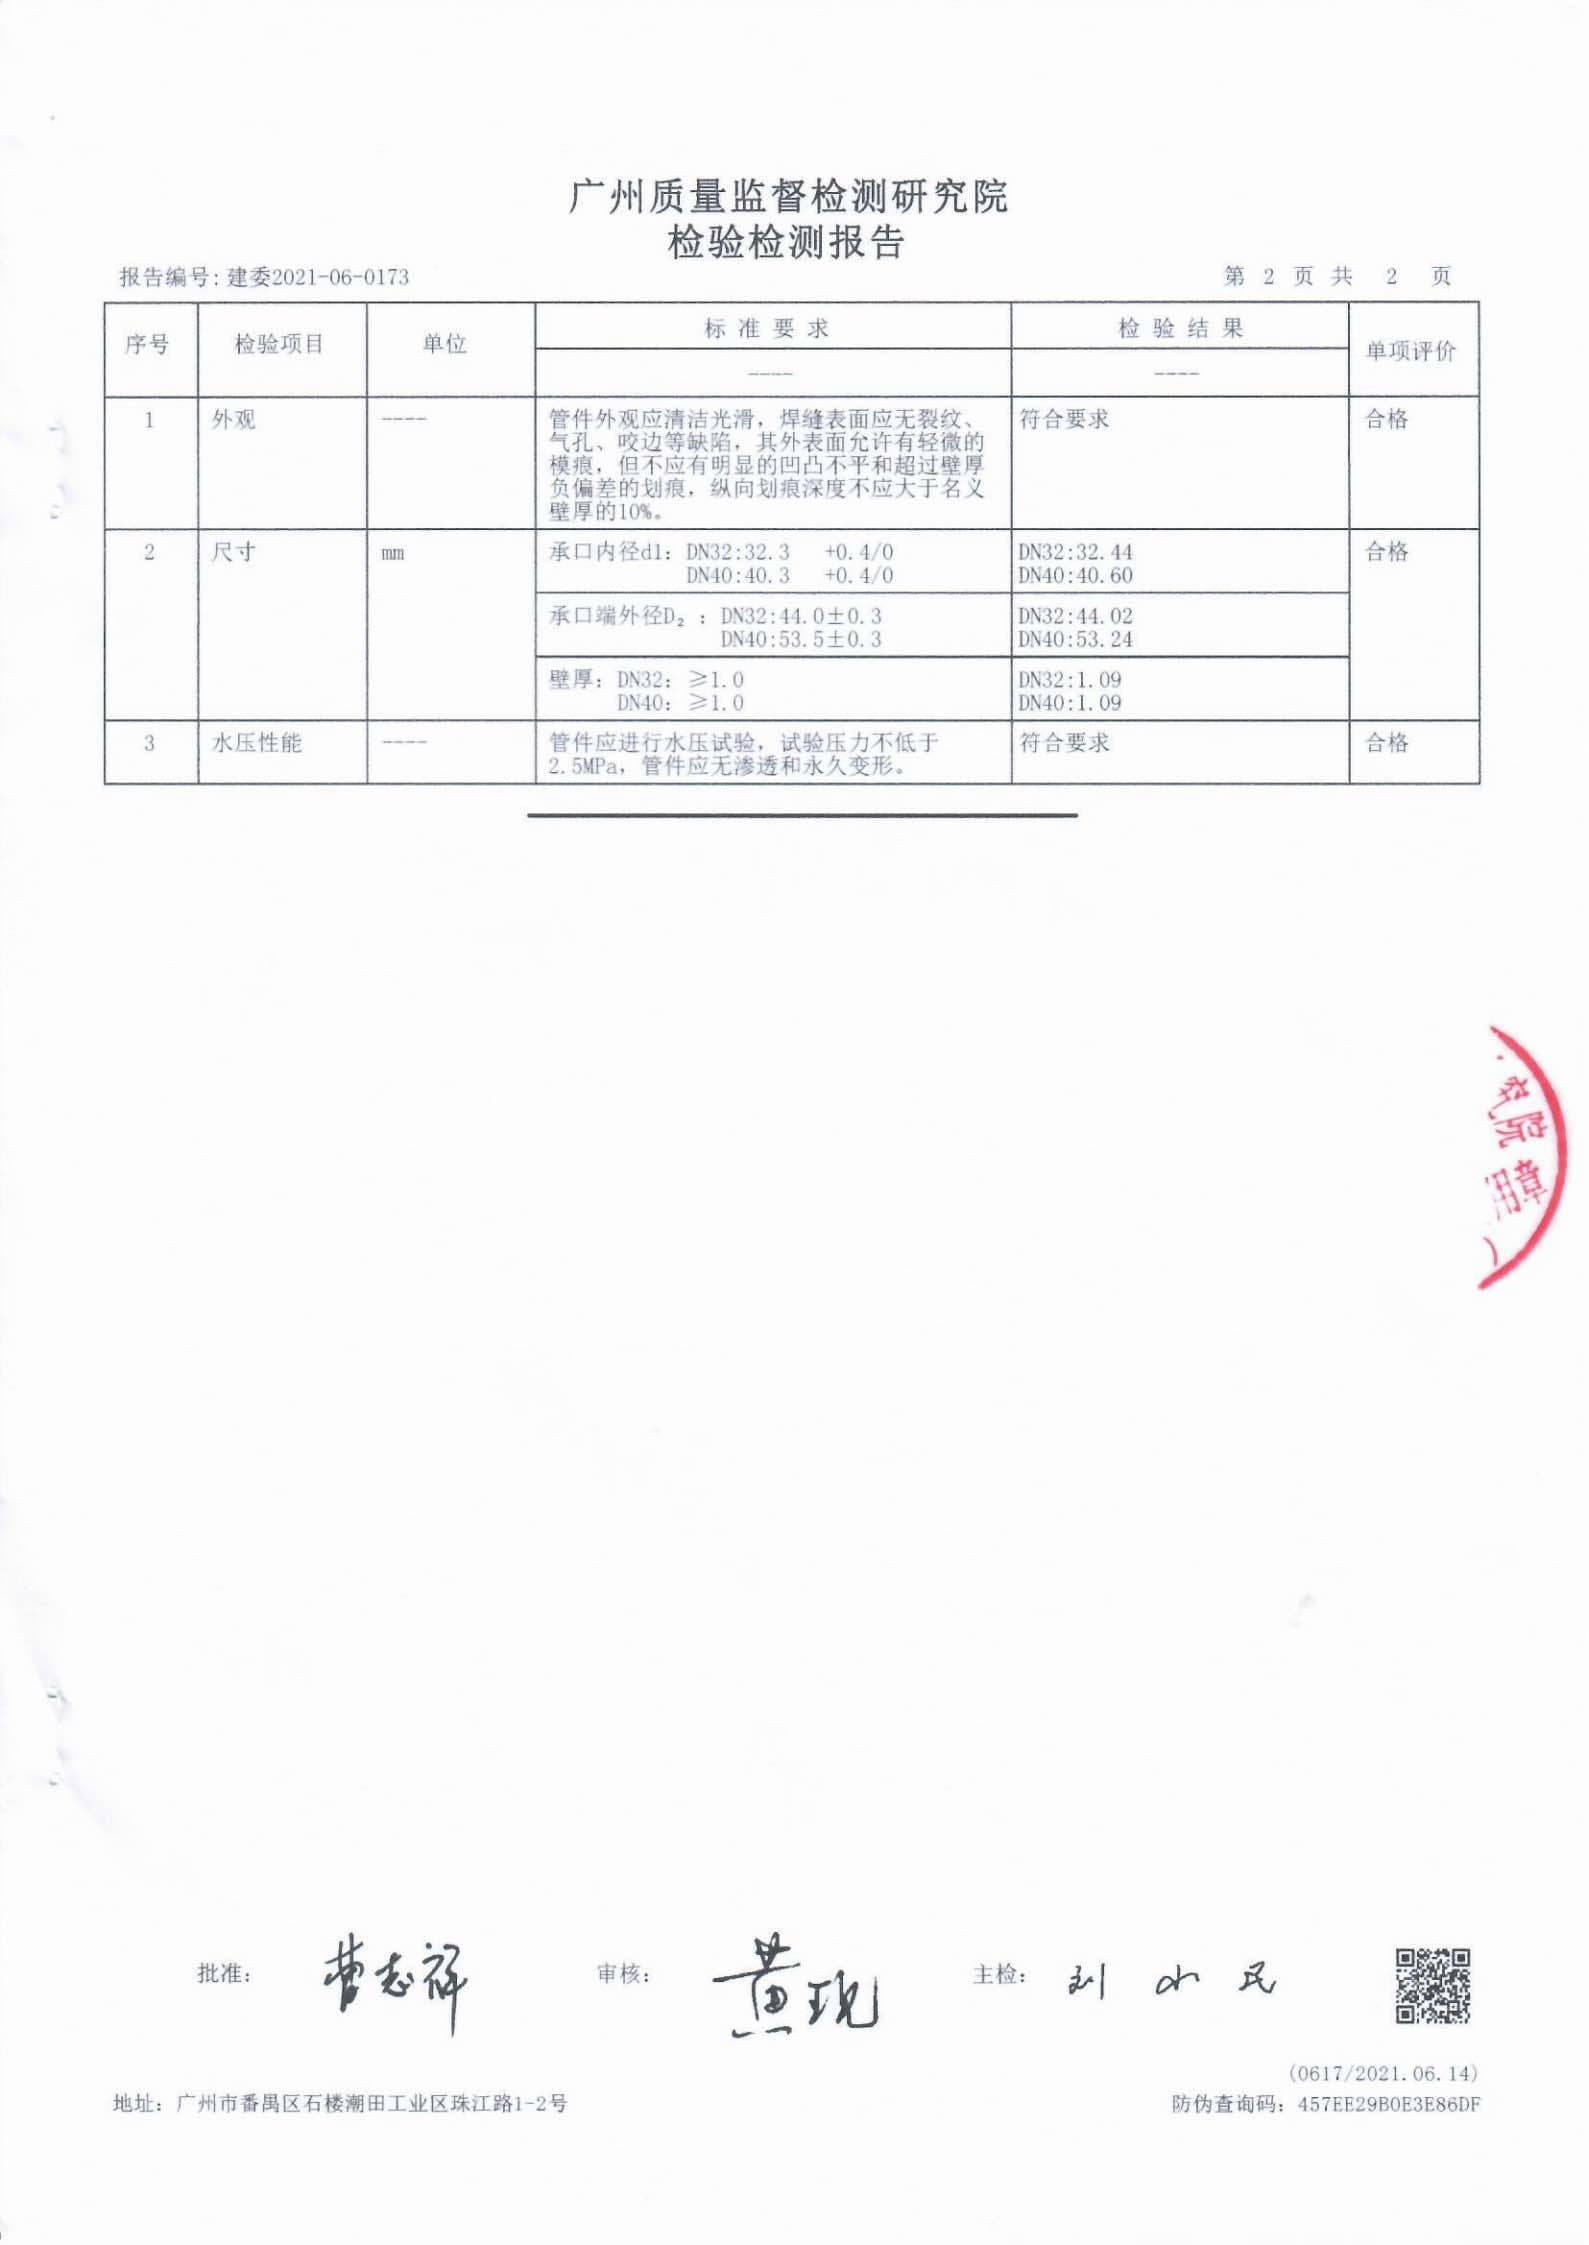 广州质量监督检测研究院
检验检测报告
报告编号: 建委2021-06-0173
第 2 页 共 2 页
序号 检验项目 单位 标 准 要 求 检 验 结 果 单项评价
---- ----
1 外观 ---- 管件外观应清洁光滑，焊缝表面应无裂纹、 符合要求 合格
气孔、咬边等缺陷，其外表面允许有轻微的
模痕，但不应有明显的凹凸不平和超过壁厚
负偏差的划痕，纵向划痕深度不应大于名义
壁厚的10%。
2 尺寸 mm 承口内径d1: DN32:32.3 +0.4/0 DN32:32.44 合格
DN40:40.3 +0.4/0 DN40:40.60
承口端外径D₂ : DN32:44.0±0.3 DN32:44.02
DN40:53.5±0.3 DN40:53.24
壁厚: DN32: ≥1.0 DN32:1.09
DN40: ≥1.0 DN40:1.09
3 水压性能 ---- 管件应进行水压试验，试验压力不低于 符合要求 合格
2.5MPa，管件应无渗透和永久变形。
究院
用章
)
批准: 曹志祥 审核: 黄现 主检: 刘小民
(0617/2021.06.14)
地址: 广州市番禺区石楼潮田工业区珠江路1-2号
防伪查询码: 457EE29B0E3E86DF